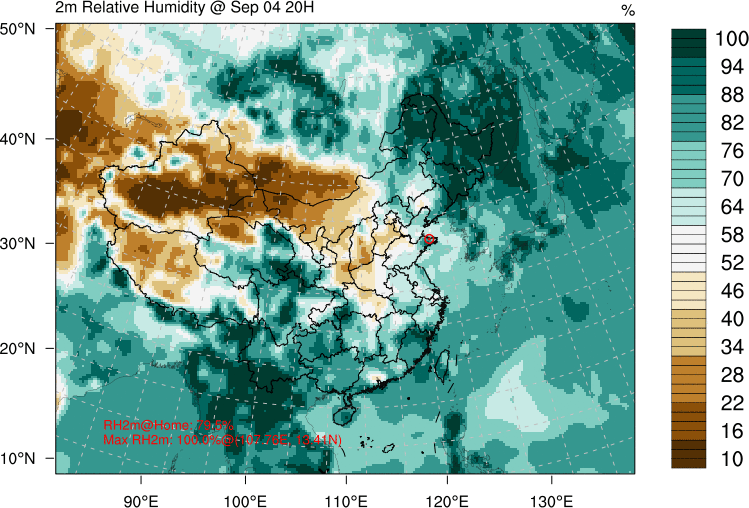 2m Relative Humidity @ Sep 04 20H
%
50°N
40°N
30°N
20°N
10°N
90°E
100°E
110°E
120°E
130°E
100
94
88
82
76
70
64
58
52
46
40
34
28
22
16
10
RH2m@Home:
Max RH2m: